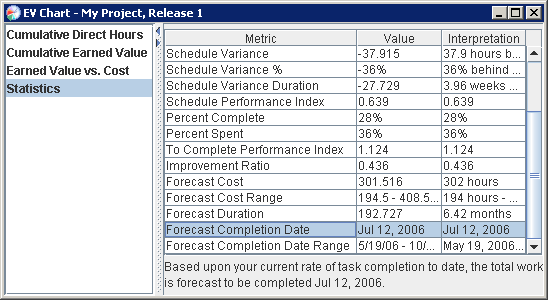 EV Chart - My Project, Release 1
Cumulative Direct Hours
Cumulative Earned Value
Earned Value vs. Cost
Statistics
Metric Value Interpretation
Schedule Variance -37.915 37.9 hours b...
Schedule Variance % -36% 36% behind ...
Schedule Variance Duration -27.729 3.96 weeks ...
Schedule Performance Index 0.639 0.639
Percent Complete 28% 28%
Percent Spent 36% 36%
To Complete Performance Index 1.124 1.124
Improvement Ratio 0.436 0.436
Forecast Cost 301.516 302 hours
Forecast Cost Range 194.5 - 408.5... 194 hours - ...
Forecast Duration 192.727 6.42 months
Forecast Completion Date Jul 12, 2006 Jul 12, 2006
Forecast Completion Date Range 5/19/06 - 10/... May 19, 2006...
Based upon your current rate of task completion to date, the total work
is forecast to be completed Jul 12, 2006.